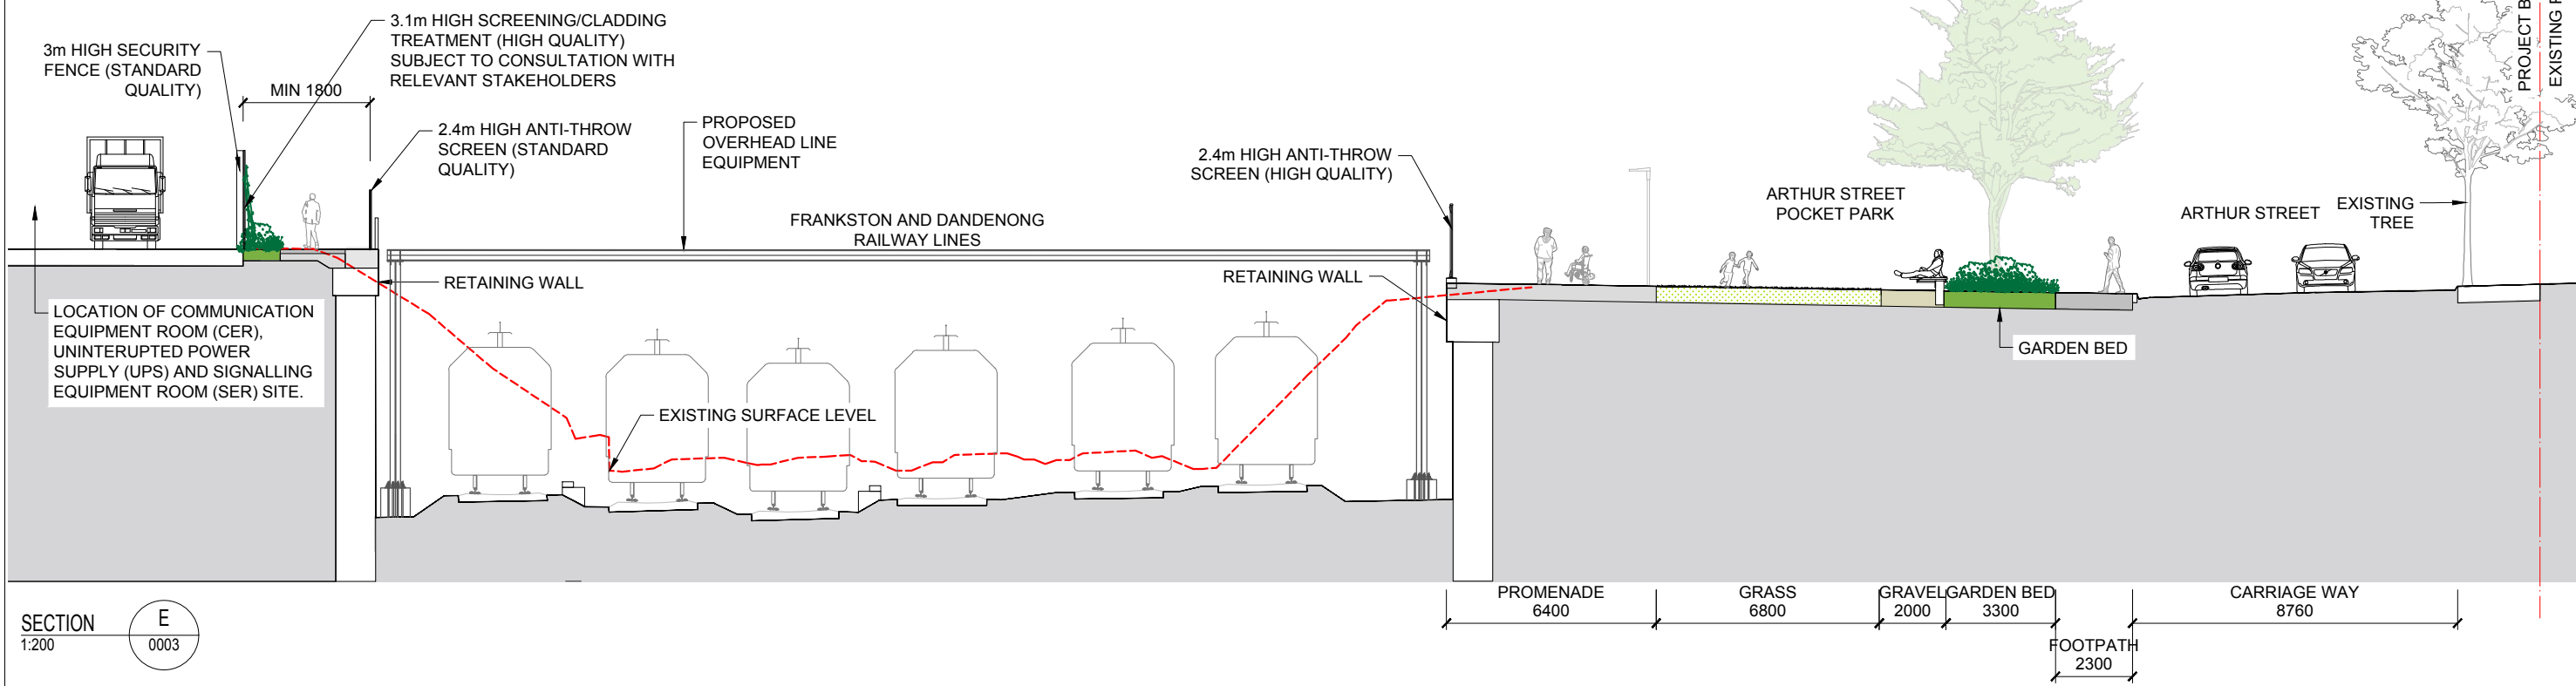 3m HIGH SECURITY
FENCE (STANDARD
QUALITY)
3.1m HIGH SCREENING/CLADDING
TREATMENT (HIGH QUALITY)
SUBJECT TO CONSULTATION WITH
RELEVANT STAKEHOLDERS
MIN 1800
2.4m HIGH ANTI-THROW
SCREEN (STANDARD
QUALITY)
PROPOSED
OVERHEAD LINE
EQUIPMENT
FRANKSTON AND DANDENONG
RAILWAY LINES
2.4m HIGH ANTI-THROW
SCREEN (HIGH QUALITY)
ARTHUR STREET
POCKET PARK
ARTHUR STREET
EXISTING
TREE
PROJECT B
EXISTING
RETAINING WALL
RETAINING WALL
LOCATION OF COMMUNICATION
EQUIPMENT ROOM (CER),
UNINTERUPTED POWER
SUPPLY (UPS) AND SIGNALLING
EQUIPMENT ROOM (SER) SITE.
EXISTING SURFACE LEVEL
GARDEN BED
PROMENADE
6400
GRASS
6800
GRAVEL
2000
GARDEN BED
3300
FOOTPATH
2300
CARRIAGE WAY
8760
SECTION
1:200
E
0003